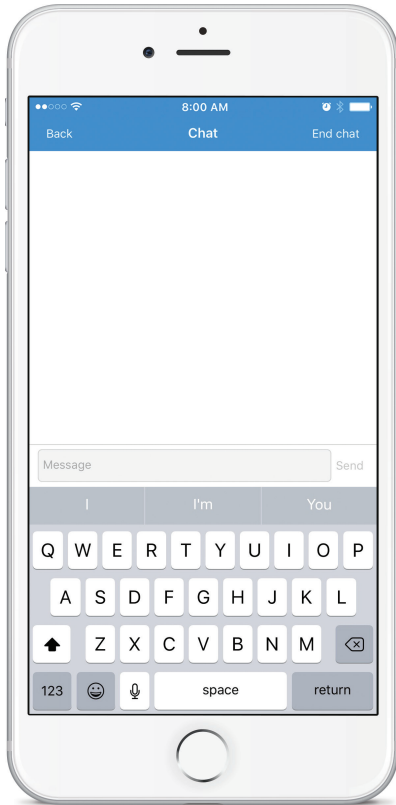 8:00 AM
Back Chat End chat
Message Send
I I'm You
Q W E R T Y U I O P
A S D F G H J K L
Z X C V B N M
123 space return